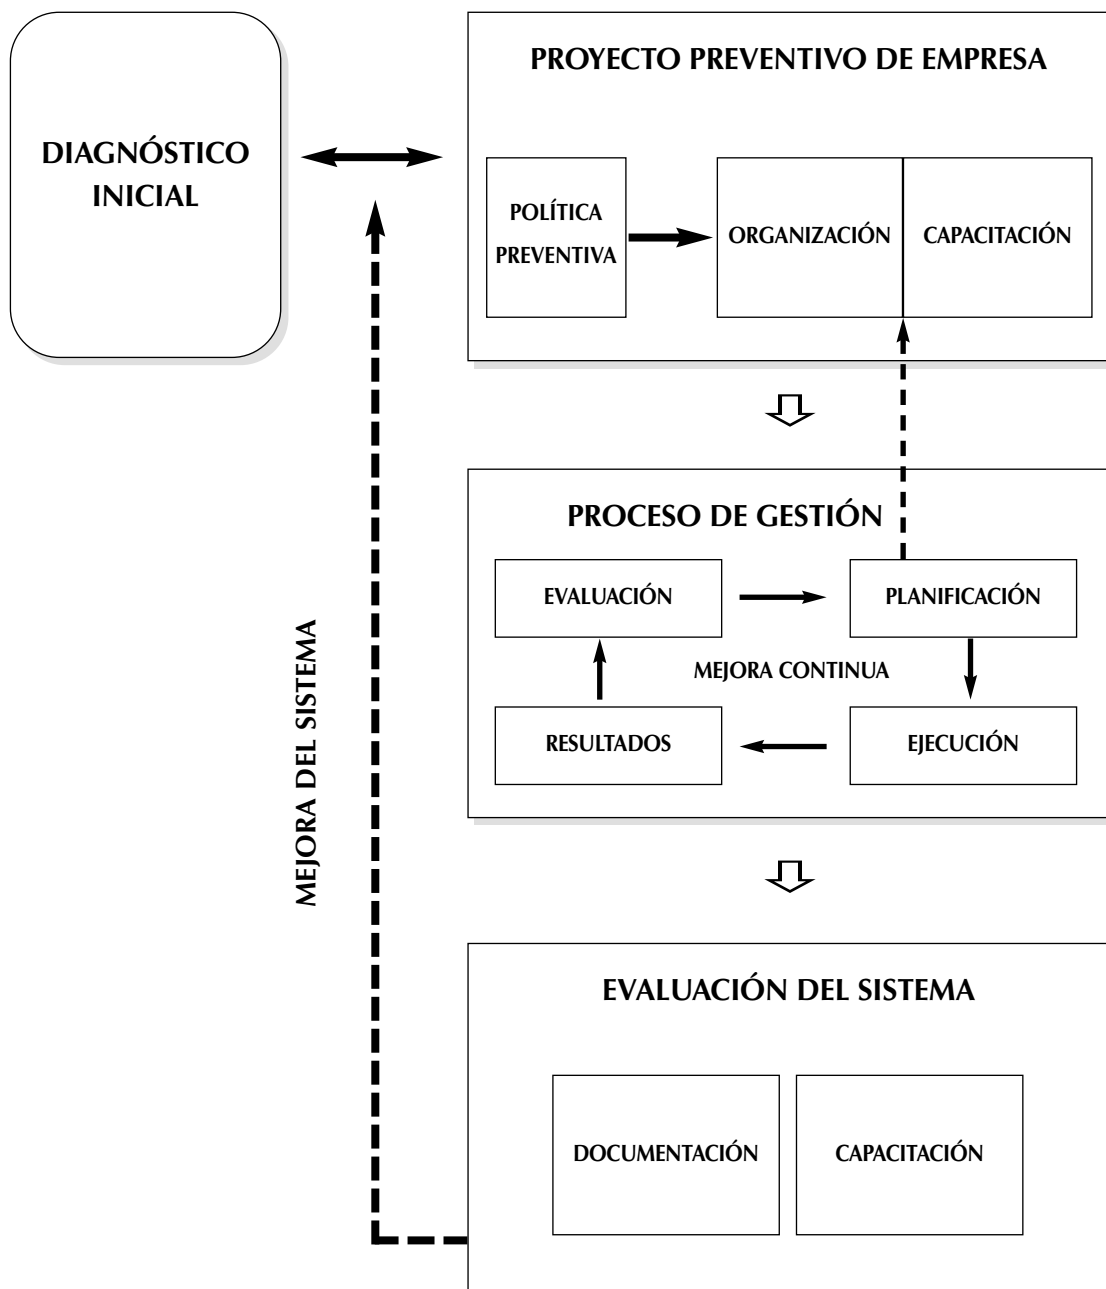 PROYECTO PREVENTIVO DE EMPRESA
DIAGNÓSTICO
INICIAL
POLÍTICA
PREVENTIVA
ORGANIZACIÓN
CAPACITACIÓN
PROCESO DE GESTIÓN
EVALUACIÓN
PLANIFICACIÓN
MEJORA CONTINUA
RESULTADOS
EJECUCIÓN
MEJORA DEL SISTEMA
EVALUACIÓN DEL SISTEMA
DOCUMENTACIÓN
CAPACITACIÓN